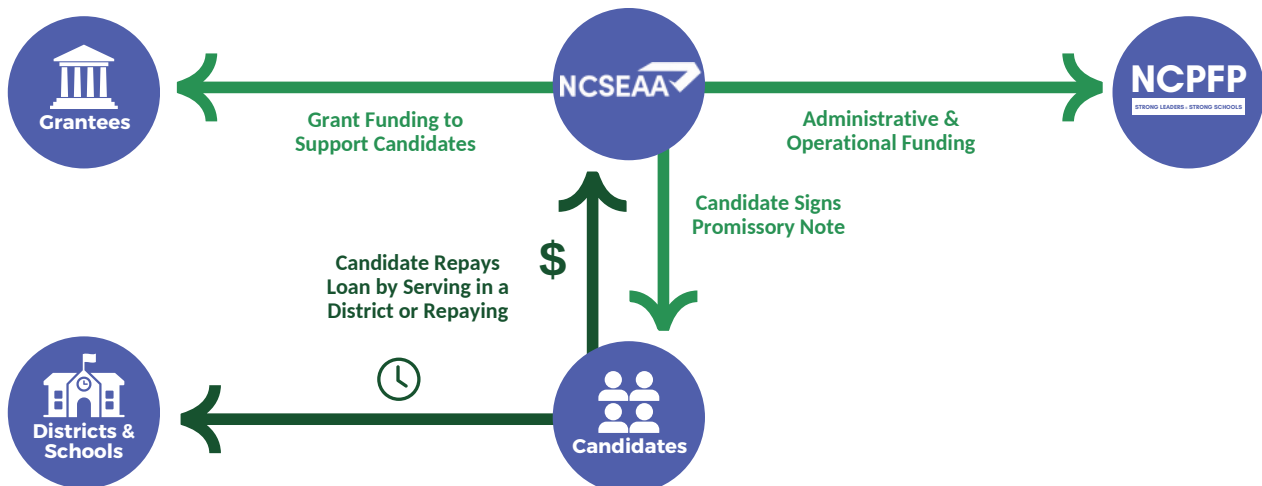 Grantees
NCSEAA
NCPFP
STRONG LEADERS : STRONG SCHOOLS
Grant Funding to
Support Candidates
Administrative &
Operational Funding
Candidate Signs
Promissory Note
$
Candidate Repays
Loan by Serving in a
District or Repaying
Districts &
Schools
Candidates